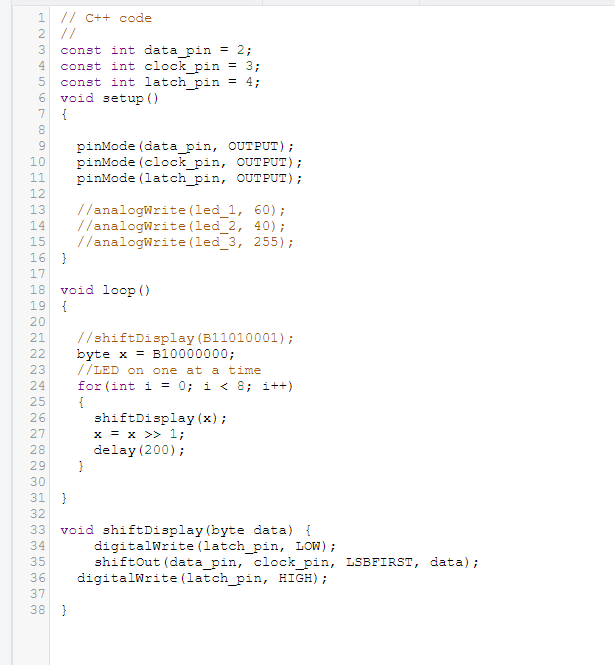 1 // C++ code
2 //
3 const int data_pin = 2;
4 const int clock_pin = 3;
5 const int latch_pin = 4;
6 void setup()
7 {
8
9   pinMode(data_pin, OUTPUT);
10   pinMode(clock_pin, OUTPUT);
11   pinMode(latch_pin, OUTPUT);
12
13   //analogWrite(led_1, 60);
14   //analogWrite(led_2, 40);
15   //analogWrite(led_3, 255);
16 }
17
18 void loop()
19 {
20
21   //shiftDisplay(B11010001);
22   byte x = B10000000;
23   //LED on one at a time
24   for(int i = 0; i < 8; i++)
25   {
26     shiftDisplay(x);
27     x = x >> 1;
28     delay(200);
29   }
30
31 }
32
33 void shiftDisplay(byte data) {
34     digitalWrite(latch_pin, LOW);
35     shiftOut(data_pin, clock_pin, LSBFIRST, data);
36   digitalWrite(latch_pin, HIGH);
37
38 }